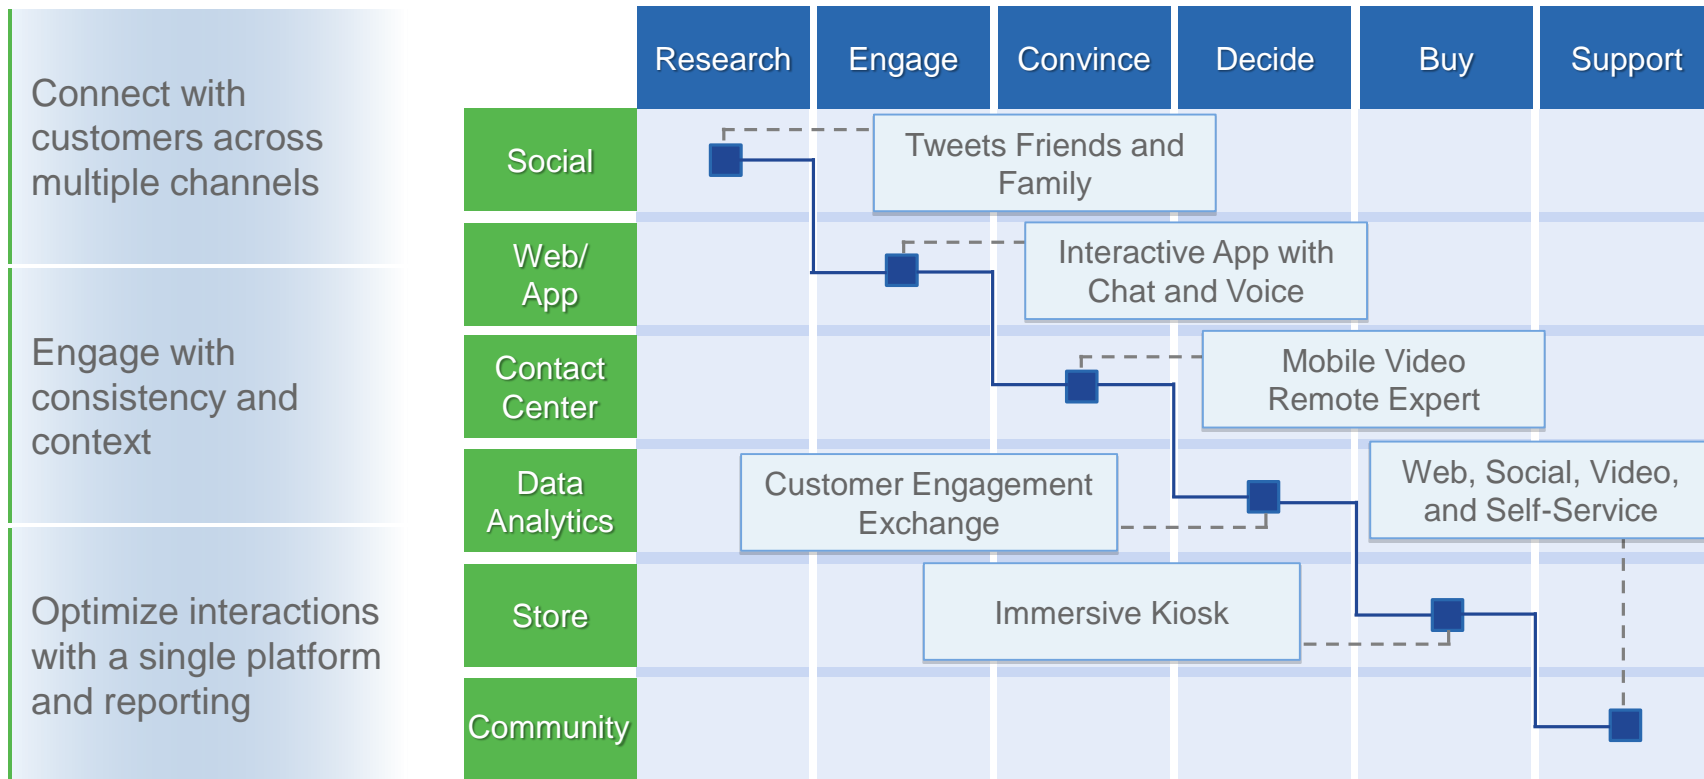 Connect with
customers across
multiple channels
Engage with
consistency and
context
Optimize interactions
with a single platform
and reporting
Research
Engage
Convince
Decide
Buy
Support
Social
Tweets Friends and
Family
Web/
App
Interactive App with
Chat and Voice
Contact
Center
Mobile Video
Remote Expert
Data
Analytics
Customer Engagement
Exchange
Web, Social, Video,
and Self-Service
Store
Immersive Kiosk
Community